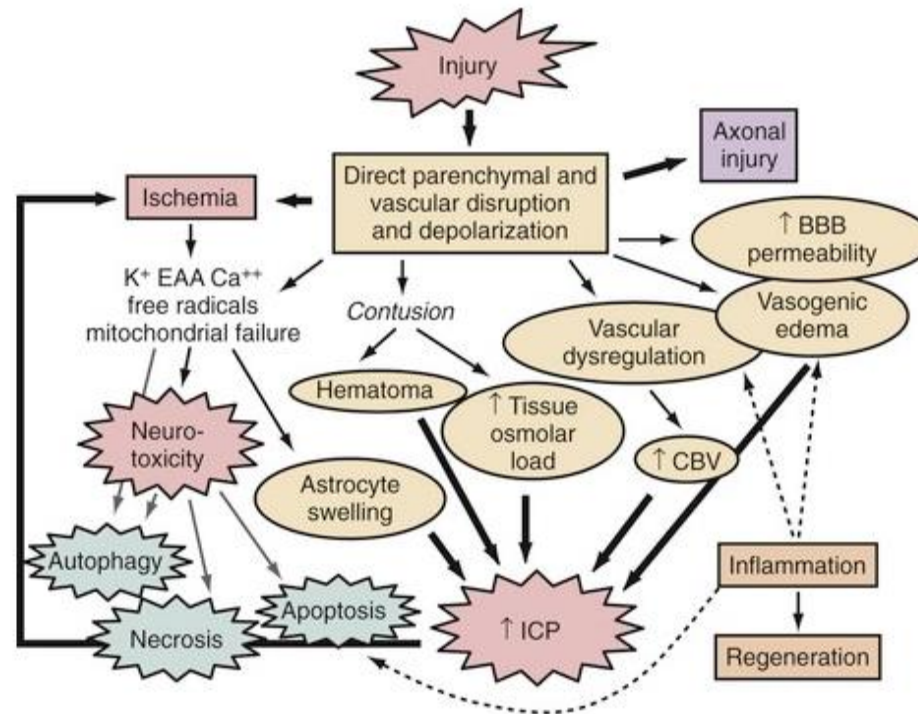 Injury
Axonal
injury
Direct parenchymal and
vascular disruption
and depolarization
Ischemia
↑ BBB
permeability
K⁺ EAA Ca⁺⁺
free radicals
mitochondrial failure
Contusion
Vasogenic
edema
Vascular
dysregulation
Hematoma
↑ Tissue
osmolar
load
Neuro-
toxicity
↑ CBV
Astrocyte
swelling
Autophagy
Inflammation
Apoptosis
Necrosis
↑ ICP
Regeneration